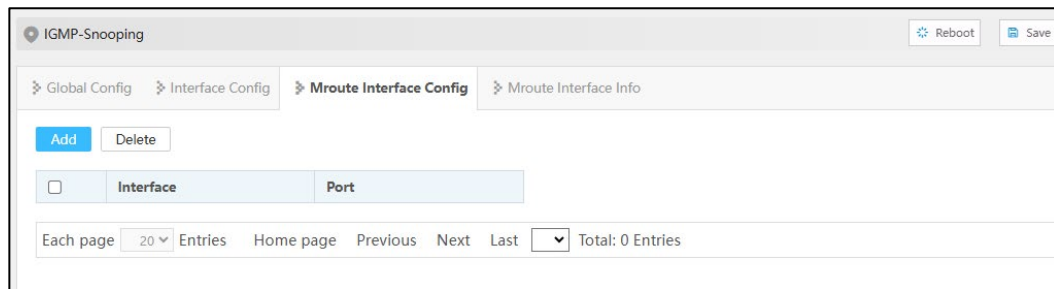 IGMP-Snooping Reboot Save
Global Config Interface Config Mroute Interface Config Mroute Interface Info
Add Delete
Interface Port
Each page 20 Entries Home page Previous Next Last Total: 0 Entries